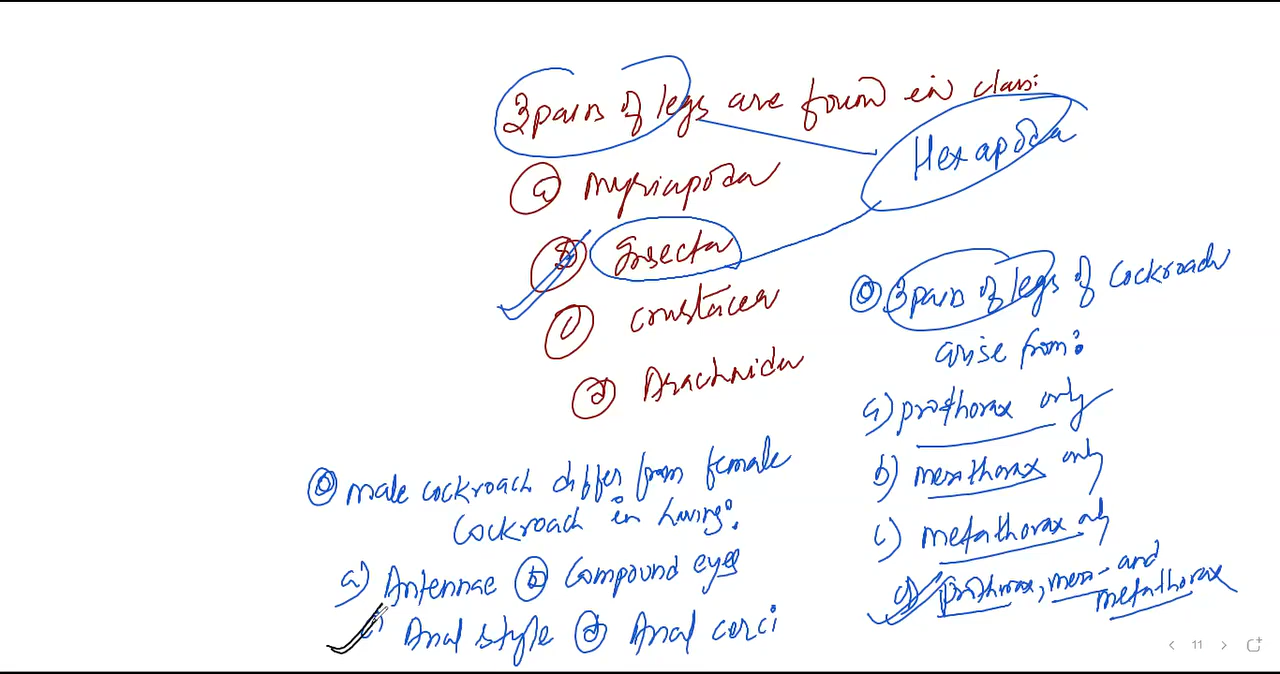 3 pairs of legs are found in class:
Hexapoda
a) Myriapoda
b) Insecta
c) Crustacea
d) Arachnida
Q 3 pairs of legs of Cockroach
arise from:
a) prothorax only
b) mesothorax only
c) metathorax only
d) prothorax, meso- and
metathorax
Q male cockroach differ from female
Cockroach in having:
a) Antennae b) Compound eyes
c) Anal style d) Anal cerci
11